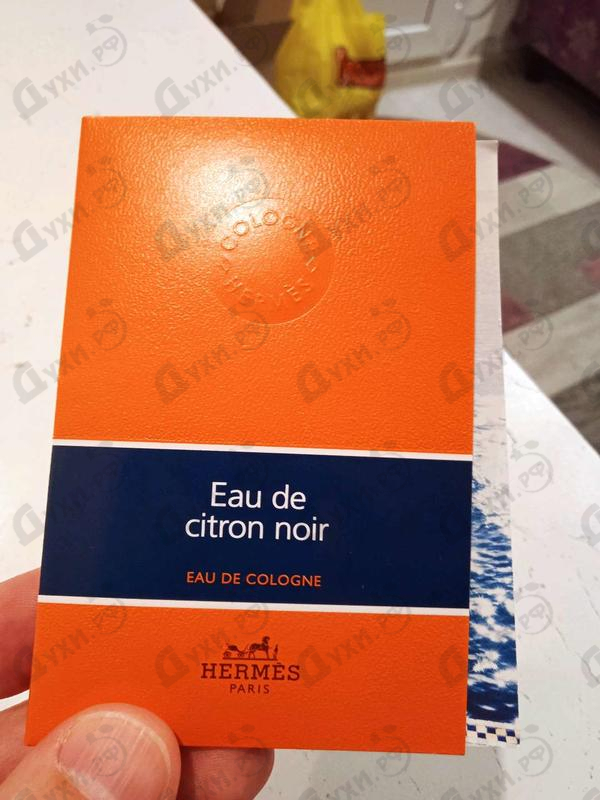 COLOGNE
HERMÈS
Eau de
citron noir
EAU DE COLOGNE
HERMÈS
PARIS
Духи.рф